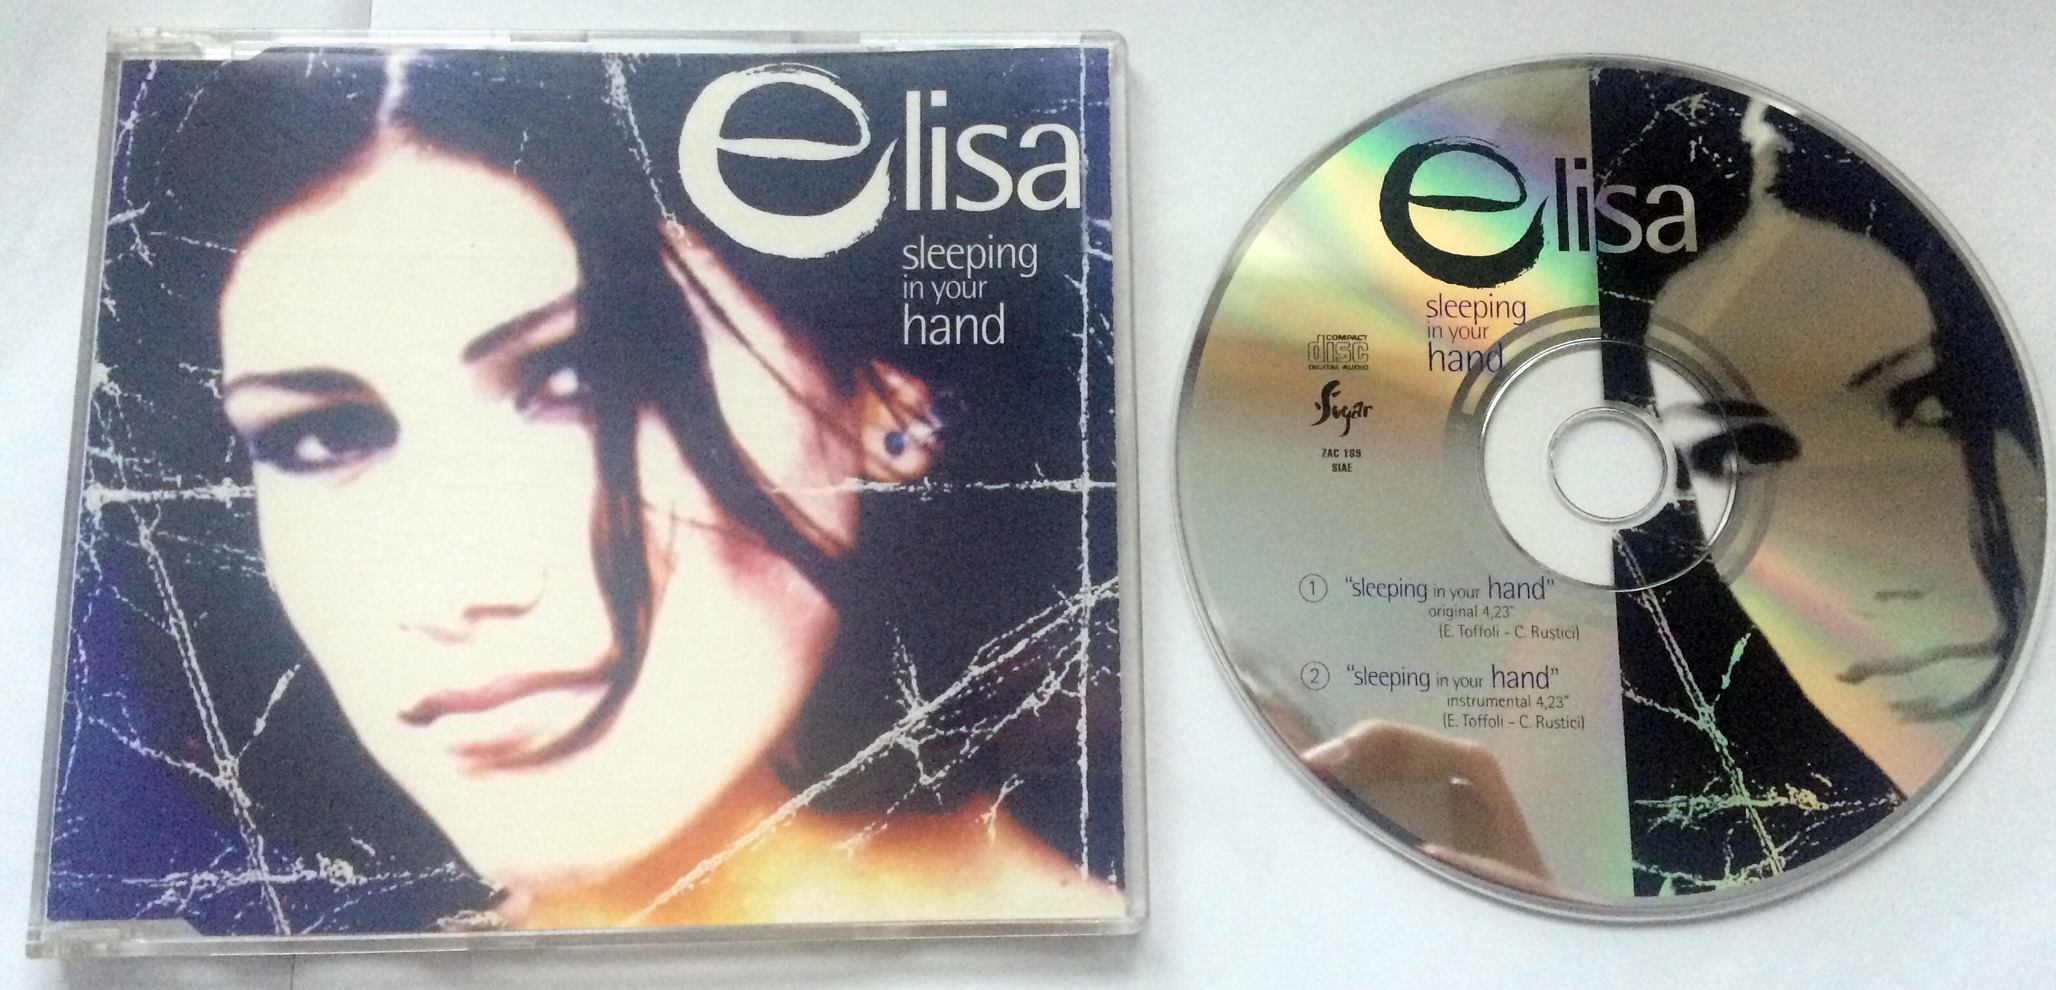 elisa
sleeping
in your
hand
elisa
sleeping
in your
hand
COMPACT
disc
DIGITAL AUDIO
Sugar
ZAC 189
SIAE
1 "sleeping in your hand"
original 4,23"
(E. Toffoli - C. Rustici)
2 "sleeping in your hand"
instrumental 4,23"
(E. Toffoli - C. Rustici)